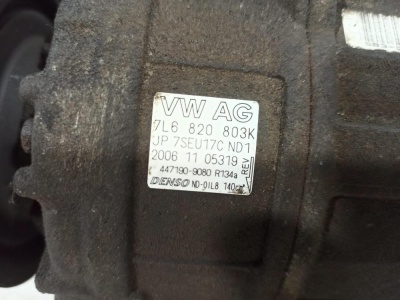 VW AG
7L6 820 803K
JP 7SEU17C ND1
2006 11 05319
REV
447190-9080 R134a
DENSO ND-OIL8 140cc